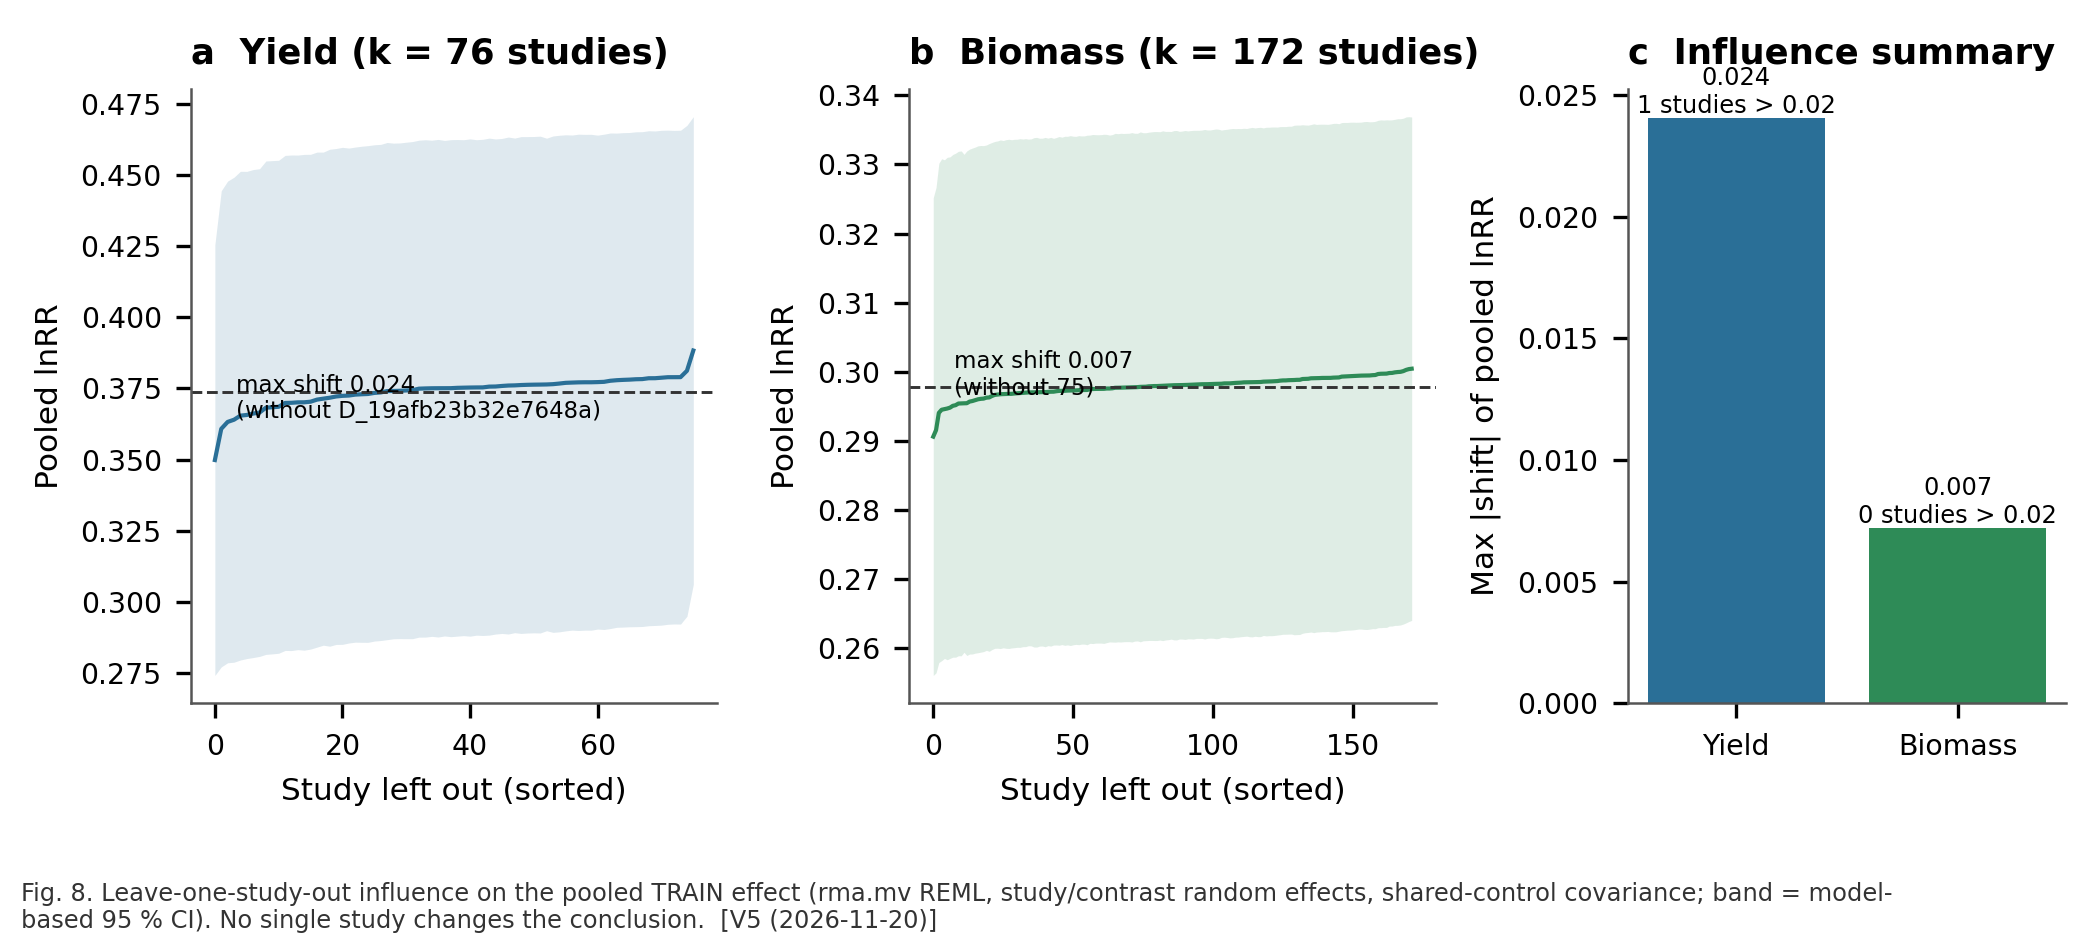 a Yield (k = 76 studies)
0.475
0.450
0.425
0.400
0.375
0.350
0.325
0.300
0.275
Pooled lnRR
max shift 0.024
(without D_19afb23b32e7648a)
0
20
40
60
Study left out (sorted)
b Biomass (k = 172 studies)
0.34
0.33
0.32
0.31
0.30
0.29
0.28
0.27
0.26
Pooled lnRR
max shift 0.007
(without 75)
0
50
100
150
Study left out (sorted)
c Influence summary
0.025
0.020
0.015
0.010
0.005
0.000
Max |shift| of pooled lnRR
0.024
1 studies > 0.02
0.007
0 studies > 0.02
Yield
Biomass
Fig. 8. Leave-one-study-out influence on the pooled TRAIN effect (rma.mv REML, study/contrast random effects, shared-control covariance; band = model-
based 95 % CI). No single study changes the conclusion. [V5 (2026-11-20)]